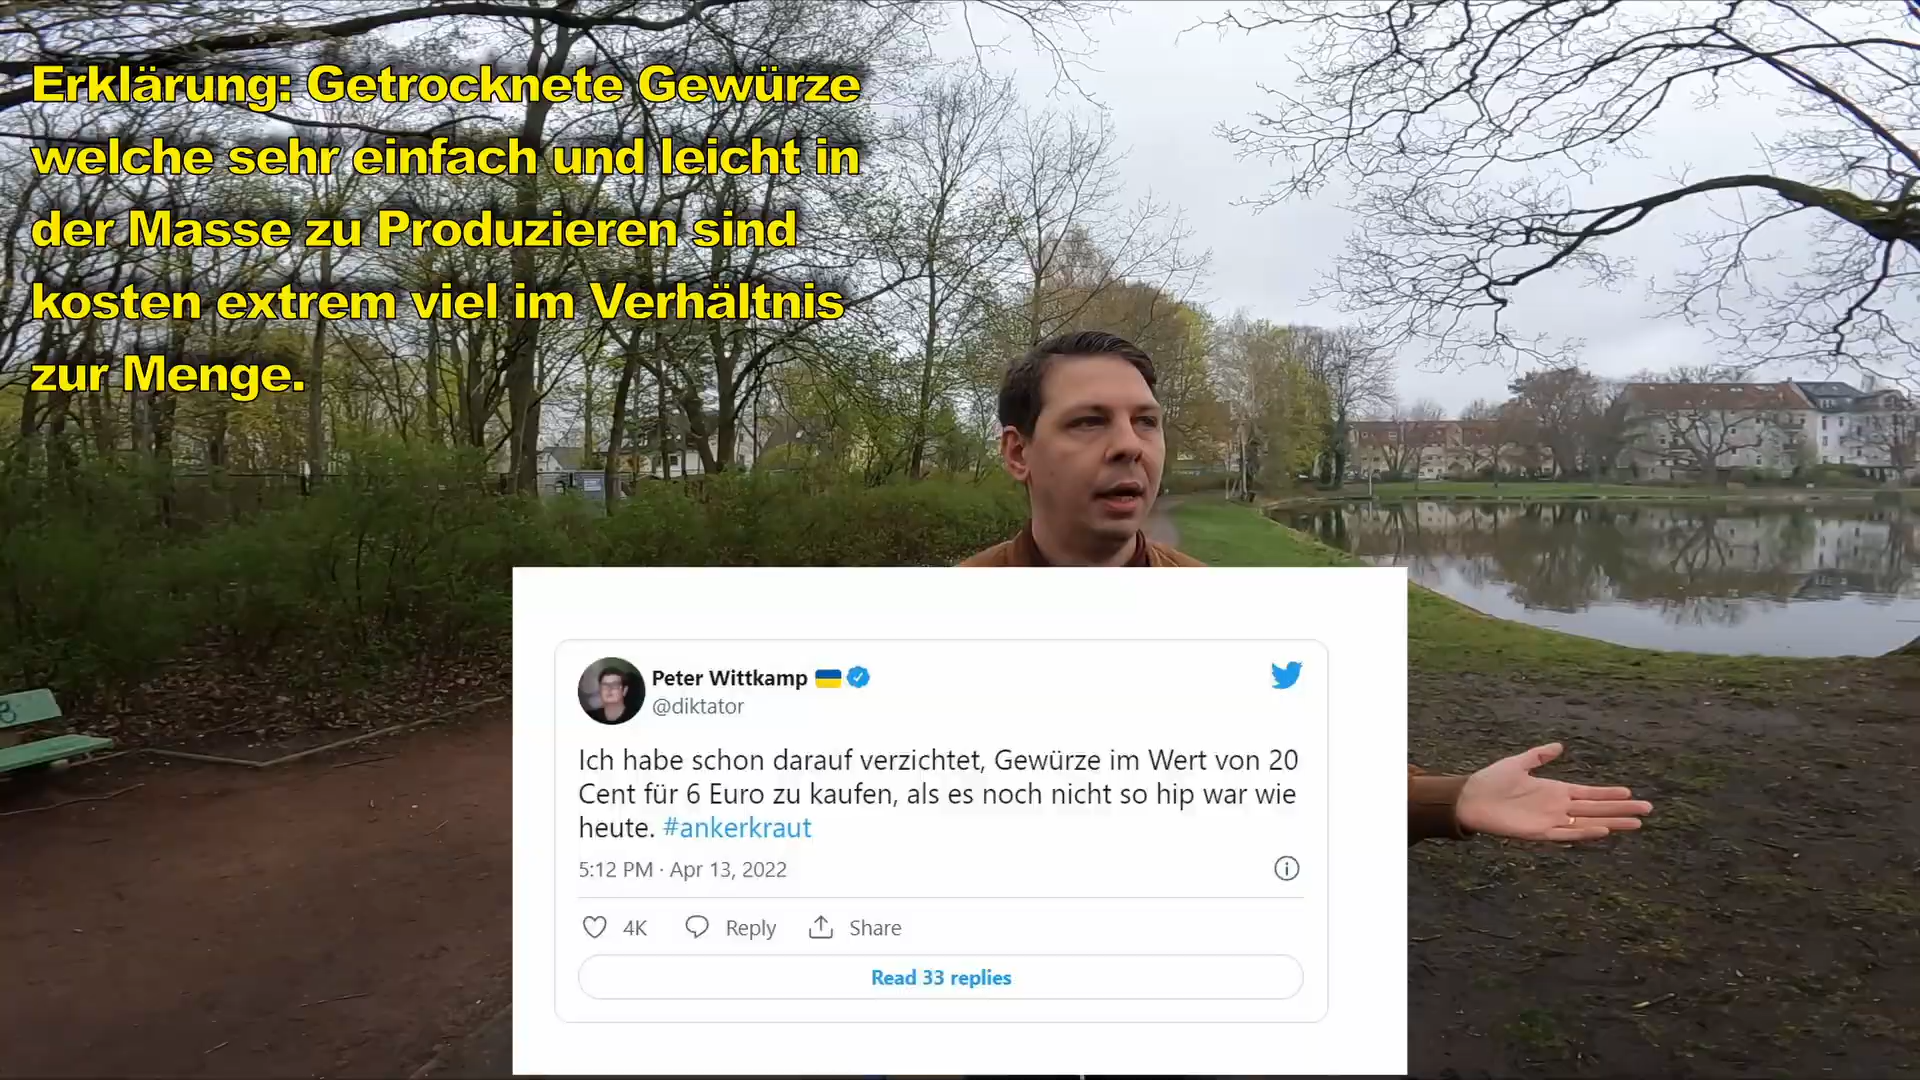 Erklärung: Getrocknete Gewürze
welche sehr einfach und leicht in
der Masse zu Produzieren sind
kosten extrem viel im Verhältnis
zur Menge.
Peter Wittkamp
@diktator
Ich habe schon darauf verzichtet, Gewürze im Wert von 20
Cent für 6 Euro zu kaufen, als es noch nicht so hip war wie
heute. #ankerkraut
5:12 PM · Apr 13, 2022
4K Reply Share
Read 33 replies